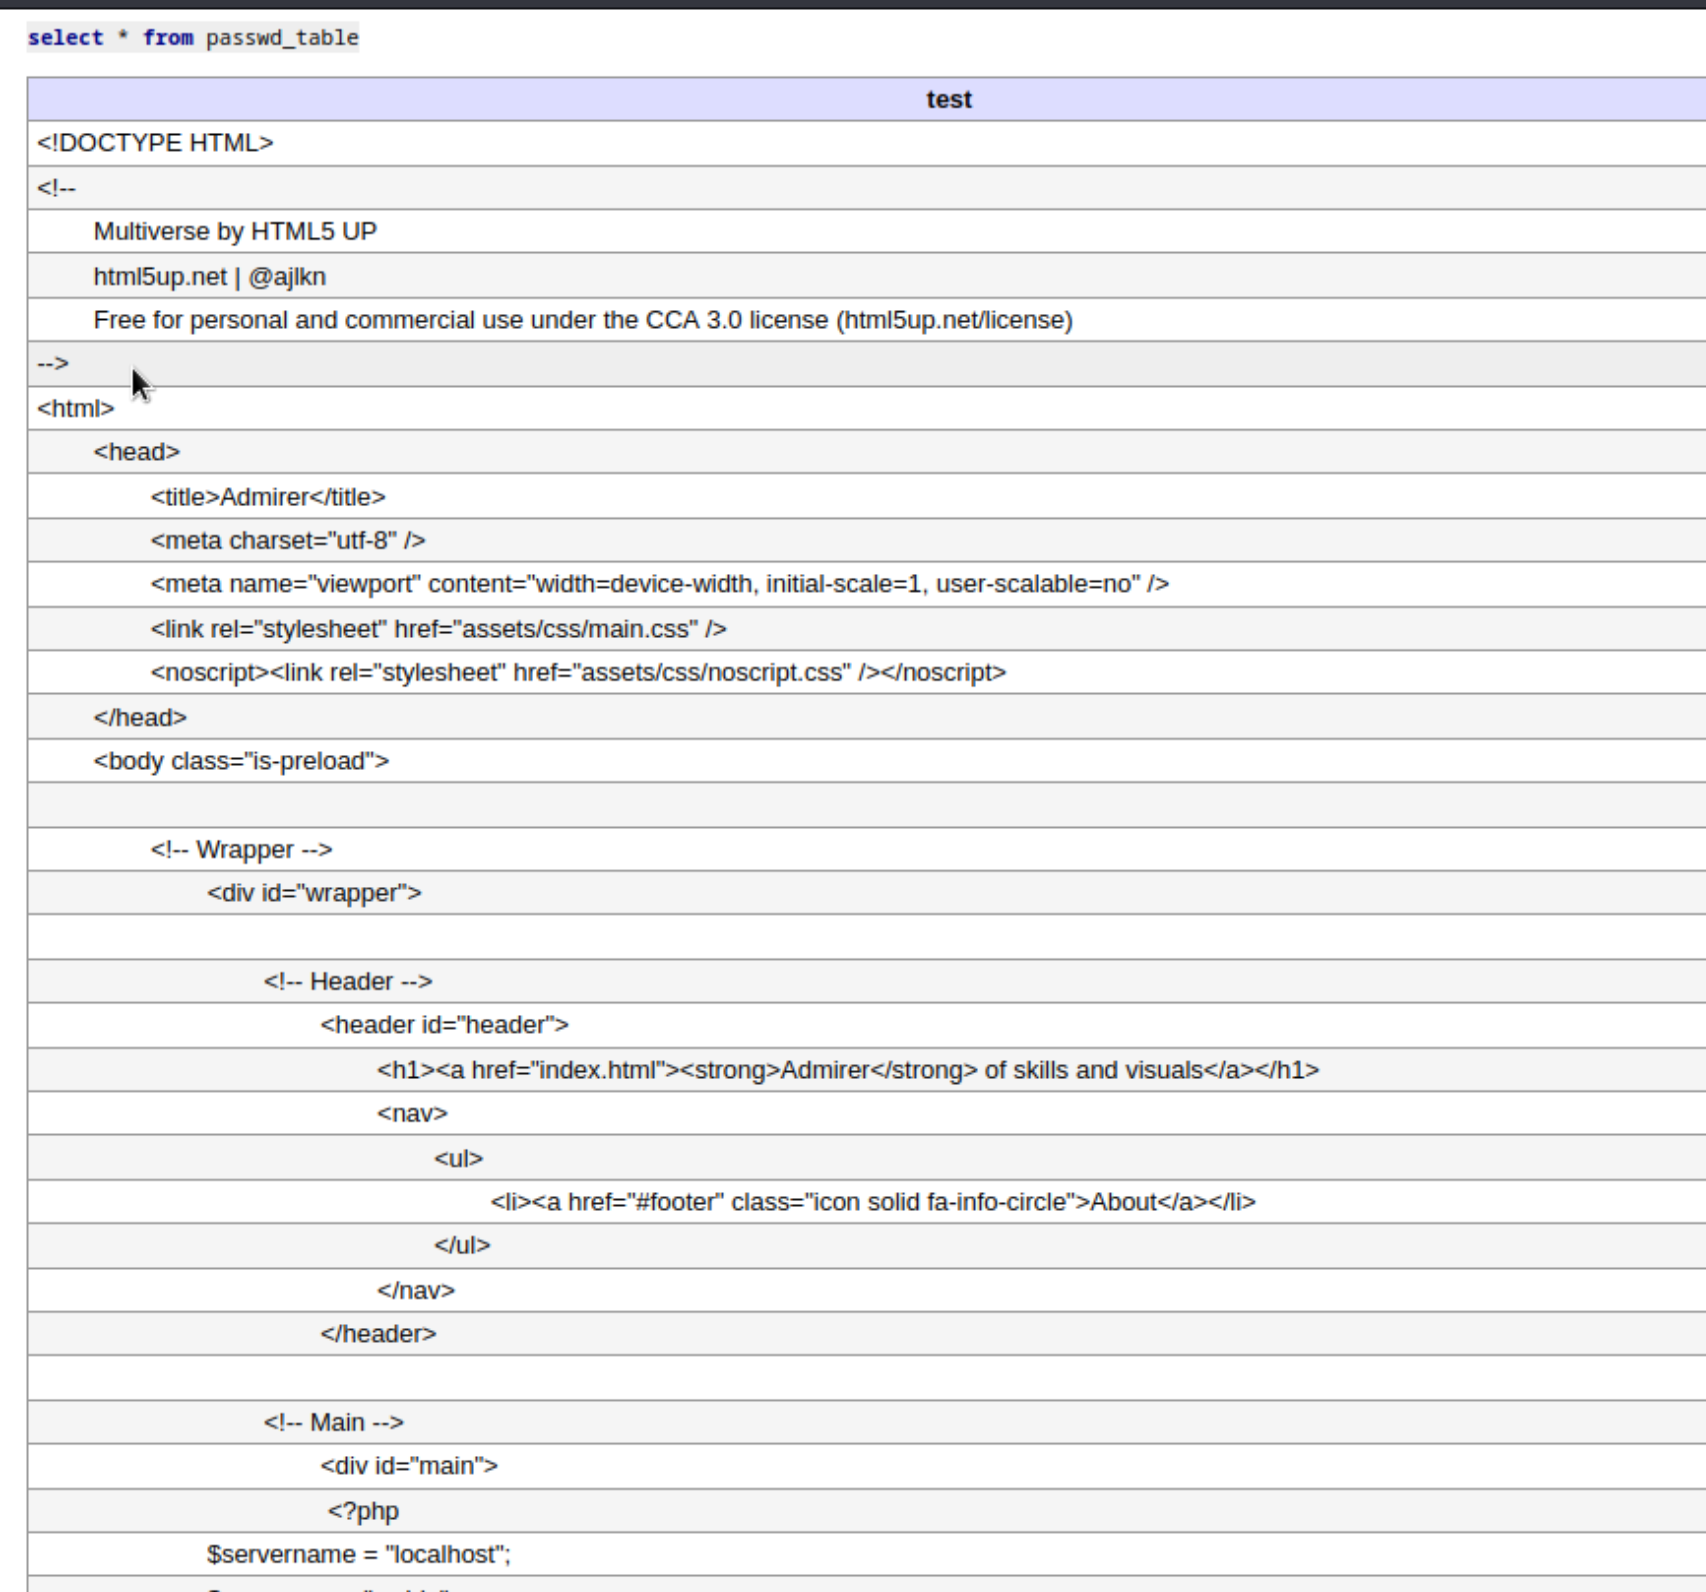 select * from passwd_table
test
<!DOCTYPE HTML>
<!--
Multiverse by HTML5 UP
html5up.net | @ajlkn
Free for personal and commercial use under the CCA 3.0 license (html5up.net/license)
-->
<html>
<head>
<title>Admirer</title>
<meta charset="utf-8" />
<meta name="viewport" content="width=device-width, initial-scale=1, user-scalable=no" />
<link rel="stylesheet" href="assets/css/main.css" />
<noscript><link rel="stylesheet" href="assets/css/noscript.css" /></noscript>
</head>
<body class="is-preload">
<!-- Wrapper -->
<div id="wrapper">
<!-- Header -->
<header id="header">
<h1><a href="index.html"><strong>Admirer</strong> of skills and visuals</a></h1>
<nav>
<ul>
<li><a href="#footer" class="icon solid fa-info-circle">About</a></li>
</ul>
</nav>
</header>
<!-- Main -->
<div id="main">
<?php
$servername = "localhost";